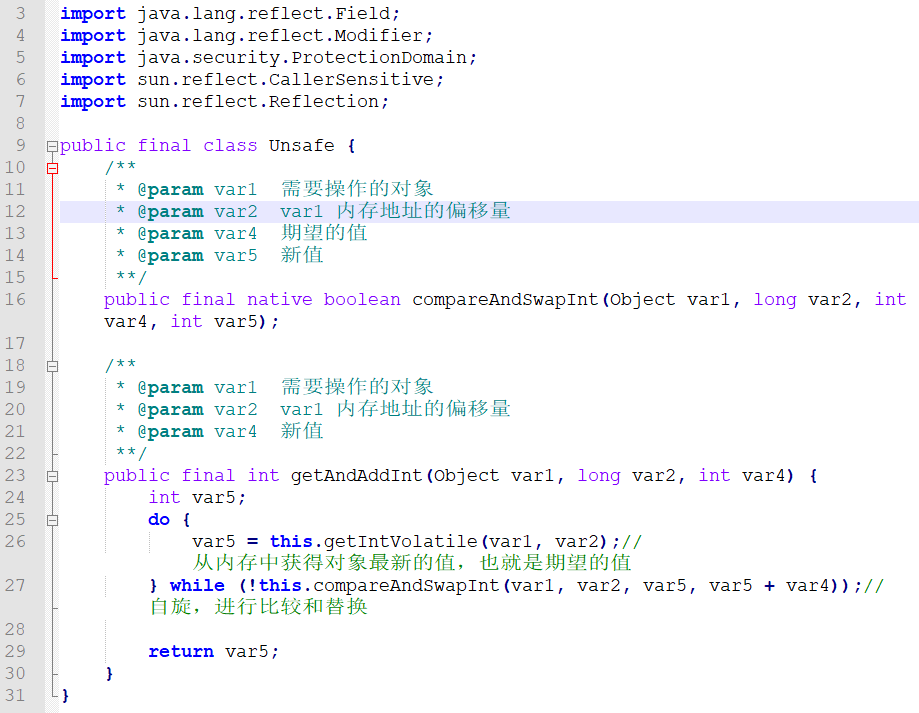 3 import java.lang.reflect.Field;
4 import java.lang.reflect.Modifier;
5 import java.security.ProtectionDomain;
6 import sun.reflect.CallerSensitive;
7 import sun.reflect.Reflection;
8
9 public final class Unsafe {
10 /**
11 * @param var1 需要操作的对象
12 * @param var2 var1 内存地址的偏移量
13 * @param var4 期望的值
14 * @param var5 新值
15 **/
16 public final native boolean compareAndSwapInt(Object var1, long var2, int
var4, int var5);
17
18 /**
19 * @param var1 需要操作的对象
20 * @param var2 var1 内存地址的偏移量
21 * @param var4 新值
22 **/
23 public final int getAndAddInt(Object var1, long var2, int var4) {
24 int var5;
25 do {
26 var5 = this.getIntVolatile(var1, var2);//
从内存中获得对象最新的值，也就是期望的值
27 } while (!this.compareAndSwapInt(var1, var2, var5, var5 + var4));//
自旋，进行比较和替换
28
29 return var5;
30 }
31 }